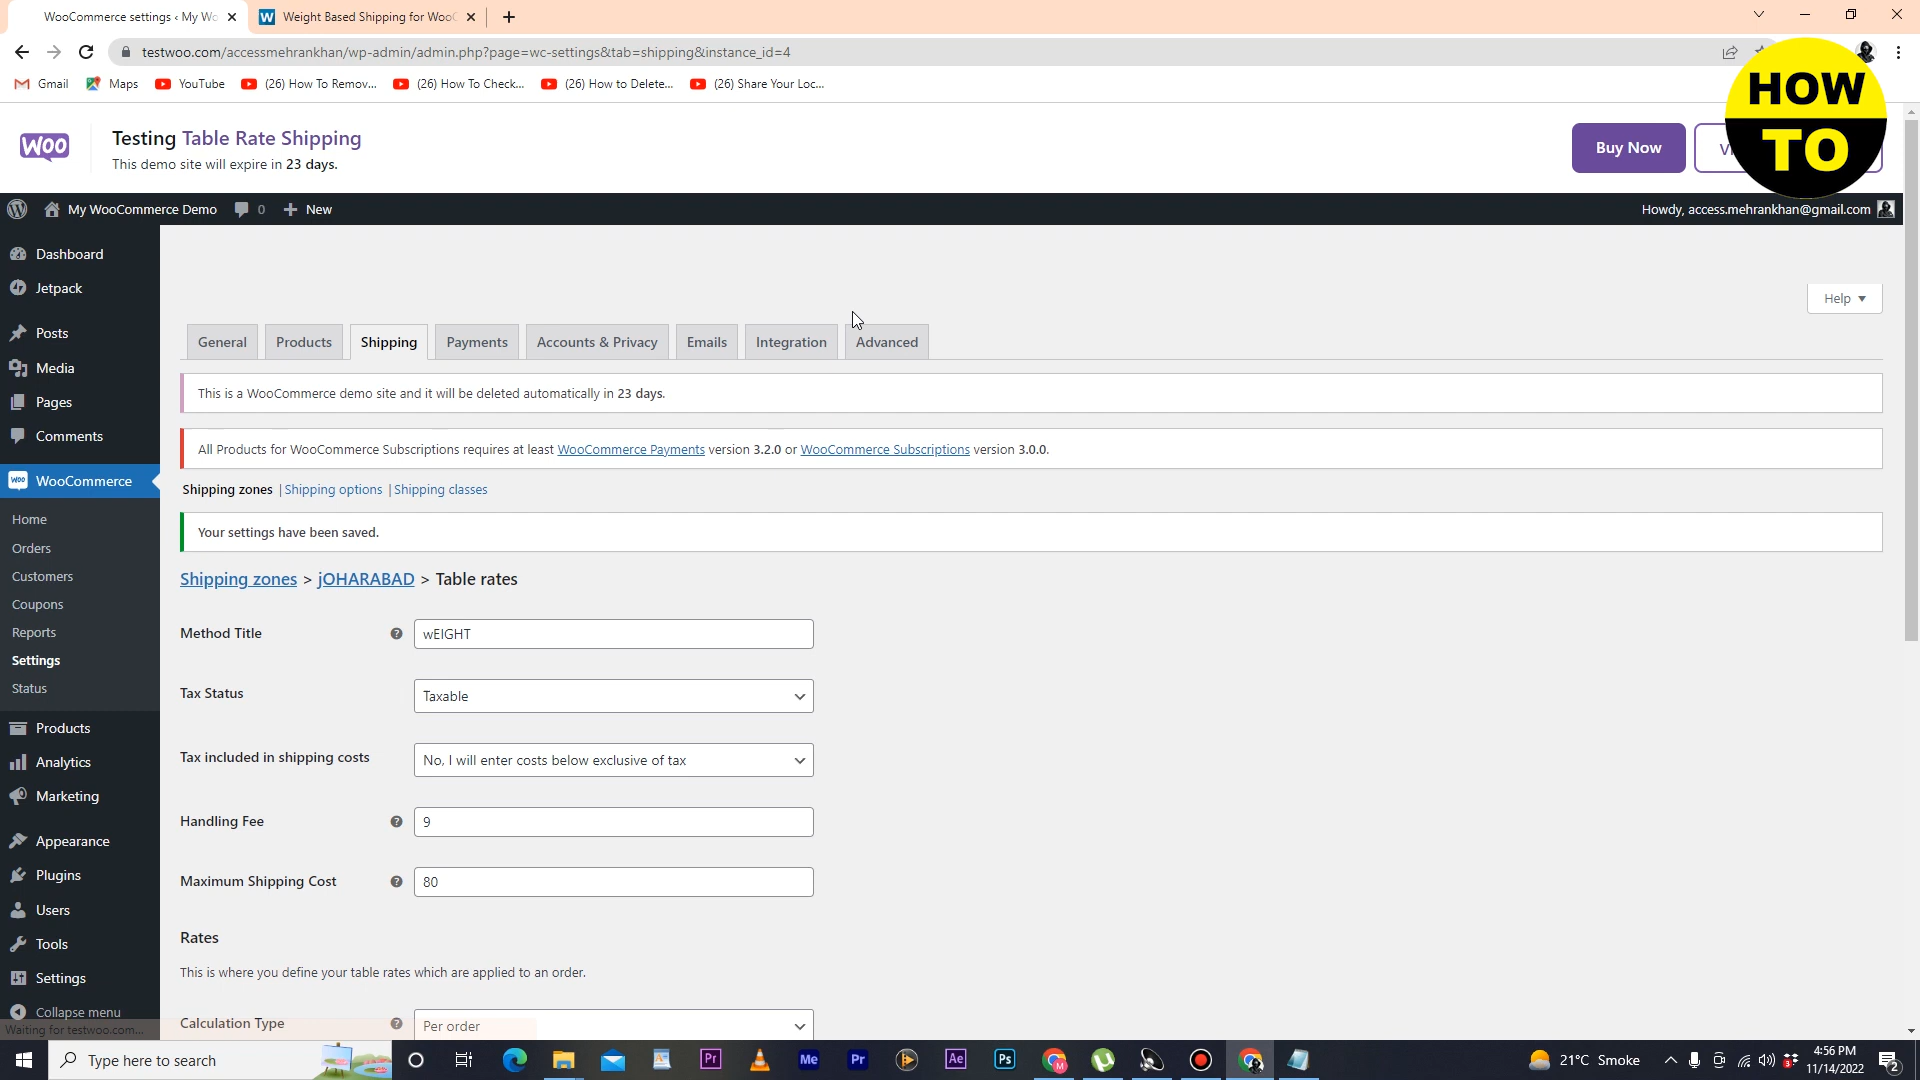 WooCommerce settings ‹ My Wo
Weight Based Shipping for WooC
testwoo.com/accessmehrankhan/wp-admin/admin.php?page=wc-settings&tab=shipping&instance_id=4
Gmail
Maps
YouTube
(26) How To Remov...
(26) How To Check...
(26) How to Delete...
(26) Share Your Loc...
HOW
TO
WOO
Testing Table Rate Shipping
This demo site will expire in 23 days.
Buy Now
My WooCommerce Demo
0
New
Howdy, access.mehrankhan@gmail.com
Dashboard
Jetpack
Posts
Media
Pages
Comments
WooCommerce
Home
Orders
Customers
Coupons
Reports
Settings
Status
Products
Analytics
Marketing
Appearance
Plugins
Users
Tools
Settings
Collapse menu
Waiting for testwoo.com...
Help
General
Products
Shipping
Payments
Accounts & Privacy
Emails
Integration
Advanced
This is a WooCommerce demo site and it will be deleted automatically in 23 days.
All Products for WooCommerce Subscriptions requires at least WooCommerce Payments version 3.2.0 or WooCommerce Subscriptions version 3.0.0.
Shipping zones | Shipping options | Shipping classes
Your settings have been saved.
Shipping zones > jOHARABAD > Table rates
Method Title
wEIGHT
Tax Status
Taxable
Tax included in shipping costs
No, I will enter costs below exclusive of tax
Handling Fee
9
Maximum Shipping Cost
80
Rates
This is where you define your table rates which are applied to an order.
Calculation Type
Per order
Type here to search
Pr
Me
Pr
Ae
Ps
21°C Smoke
4:56 PM
11/14/2022
2